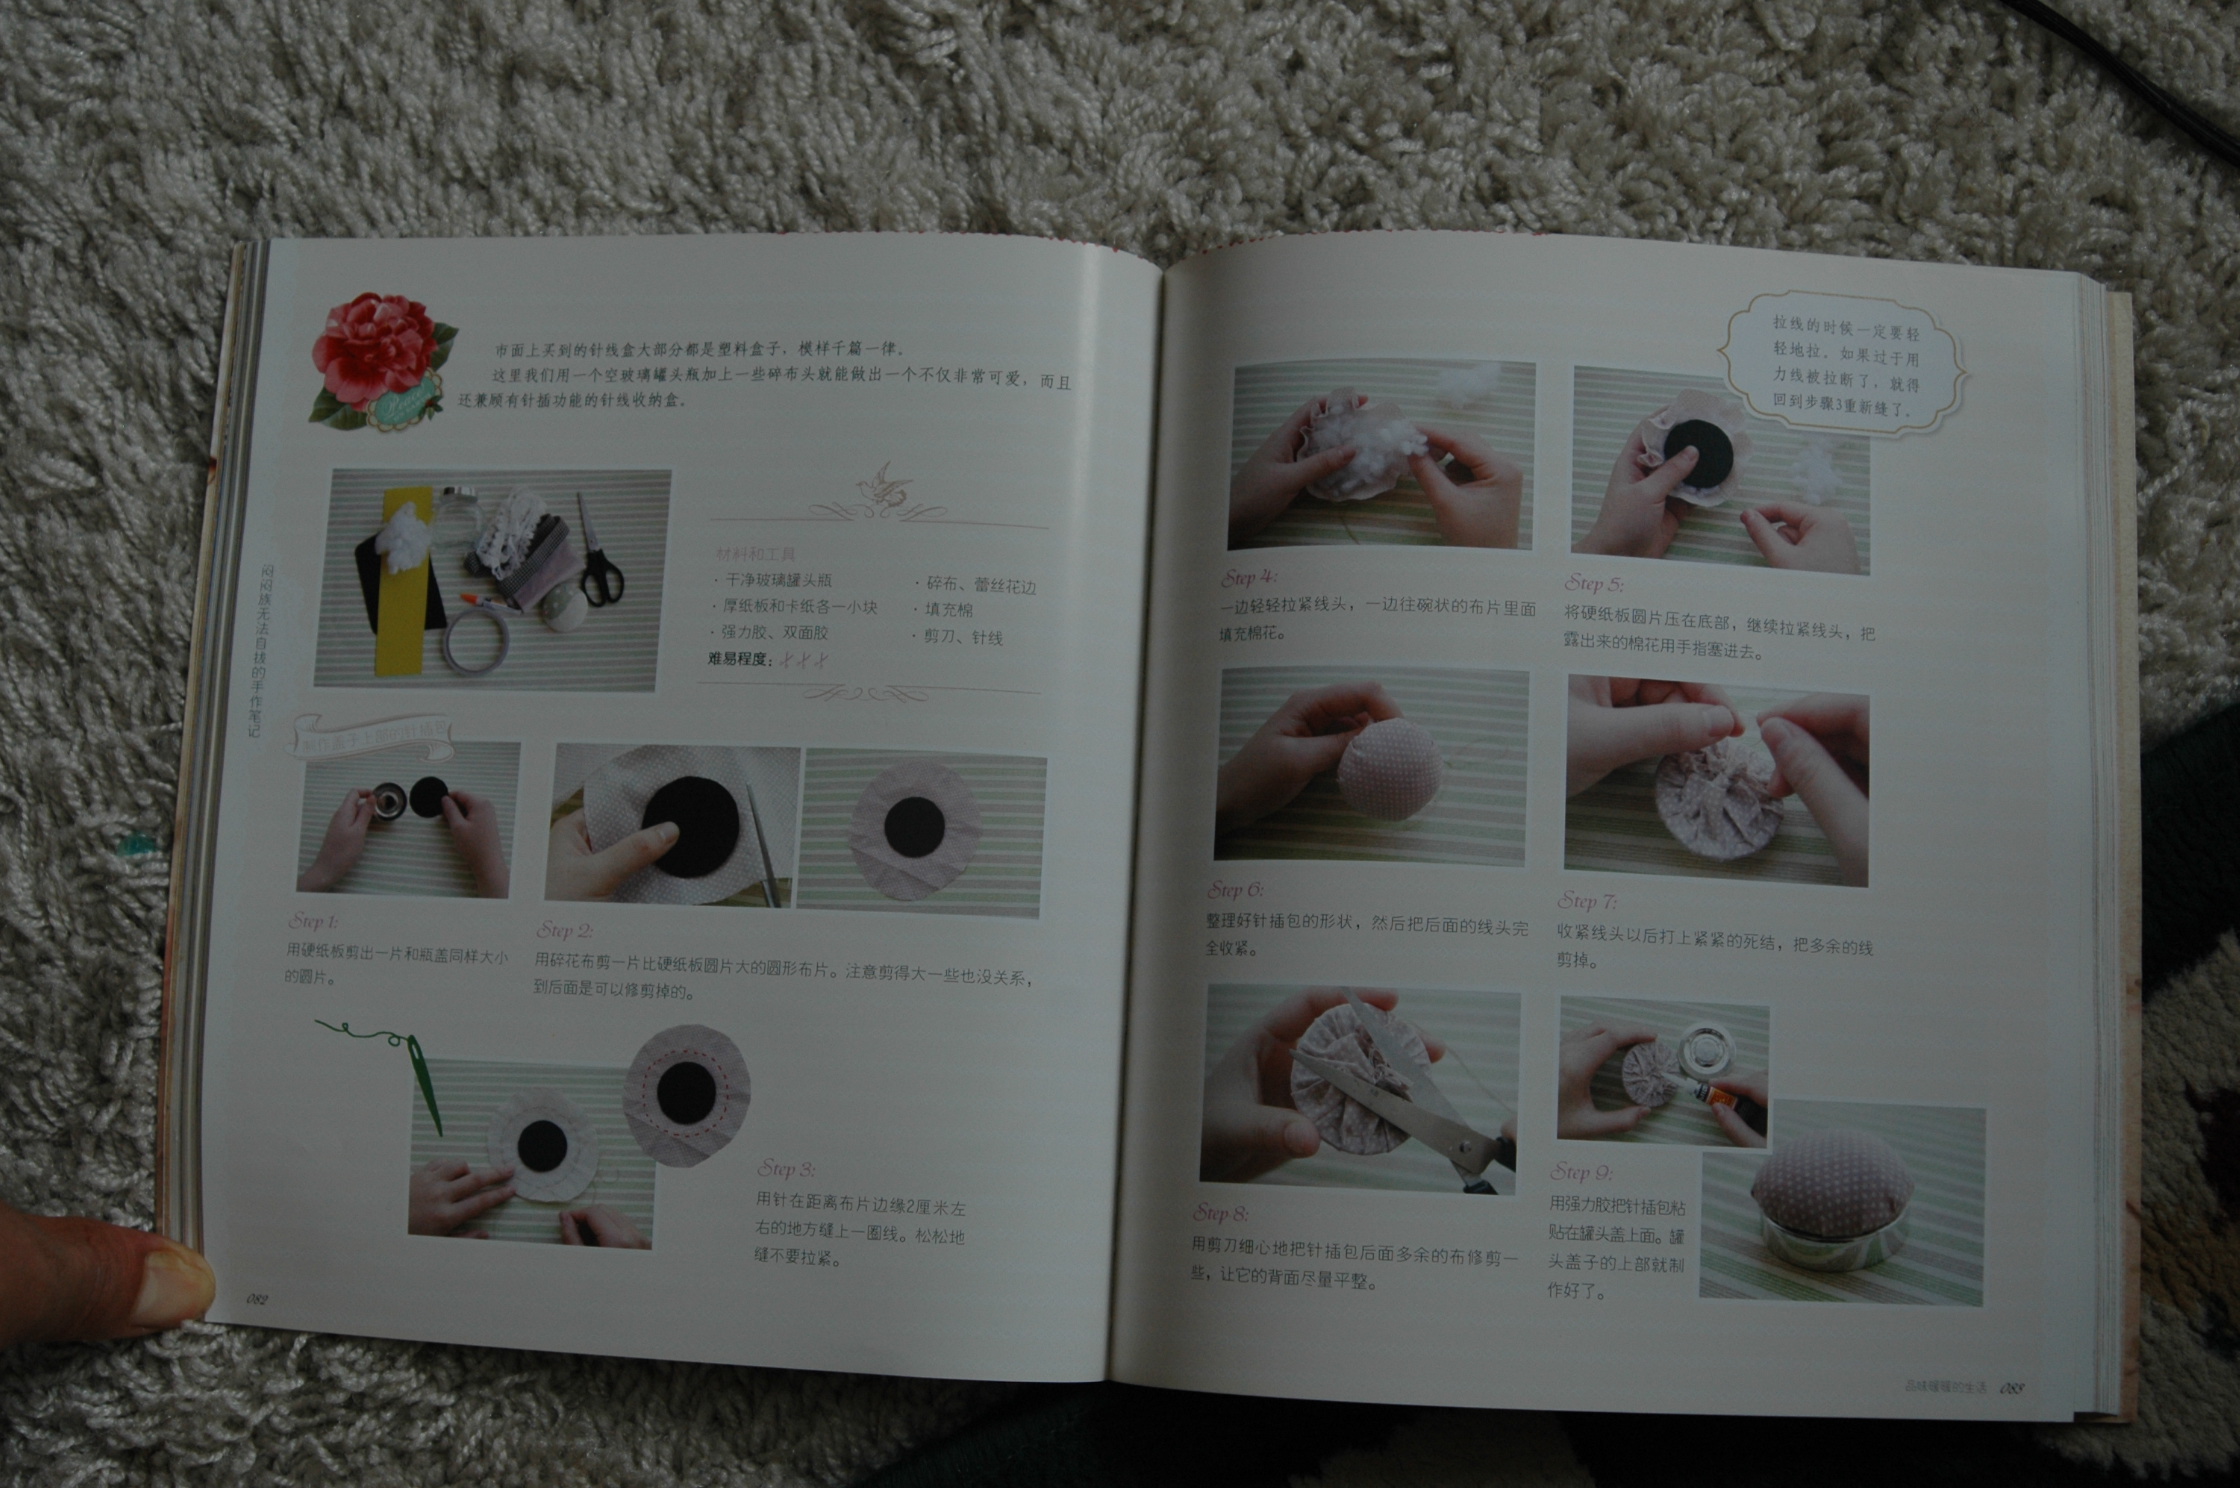 市面上买到的针线盒大部分都是塑料盒子，模样千篇一律。
这里我们用一个空玻璃罐头瓶加上一些碎布头就能做出一个不仅非常可爱，而且
还兼顾有针插功能的针线收纳盒。
材料和工具
· 干净玻璃罐头瓶
· 厚纸板和卡纸各一小块
· 强力胶、双面胶
· 碎布、蕾丝花边
· 填充棉
· 剪刀、针线
难易程度：
闷闷族无法自拔的手作笔记
制作盖子上部的针插包
Step 1:
用硬纸板剪出一片和瓶盖同样大小
的圆片。
Step 2:
用碎花布剪一片比硬纸板圆片大的圆形布片。注意剪得大一些也没关系，
到后面是可以修剪掉的。
Step 3:
用针在距离布片边缘2厘米左
右的地方缝上一圈线。松松地
缝不要拉紧。
082
拉线的时候一定要轻
轻地拉。如果过于用
力线被拉断了，就得
回到步骤3重新缝了。
Step 4:
一边轻轻拉紧线头，一边往碗状的布片里面
填充棉花。
Step 5:
将硬纸板圆片压在底部，继续拉紧线头，把
露出来的棉花用手指塞进去。
Step 6:
整理好针插包的形状，然后把后面的线头完
全收紧。
Step 7:
收紧线头以后打上紧紧的死结，把多余的线
剪掉。
Step 8:
用剪刀细心地把针插包后面多余的布修剪一
些，让它的背面尽量平整。
Step 9:
用强力胶把针插包粘
贴在罐头盖上面。罐
头盖子的上部就制
作好了。
品味暖暖的生活 083